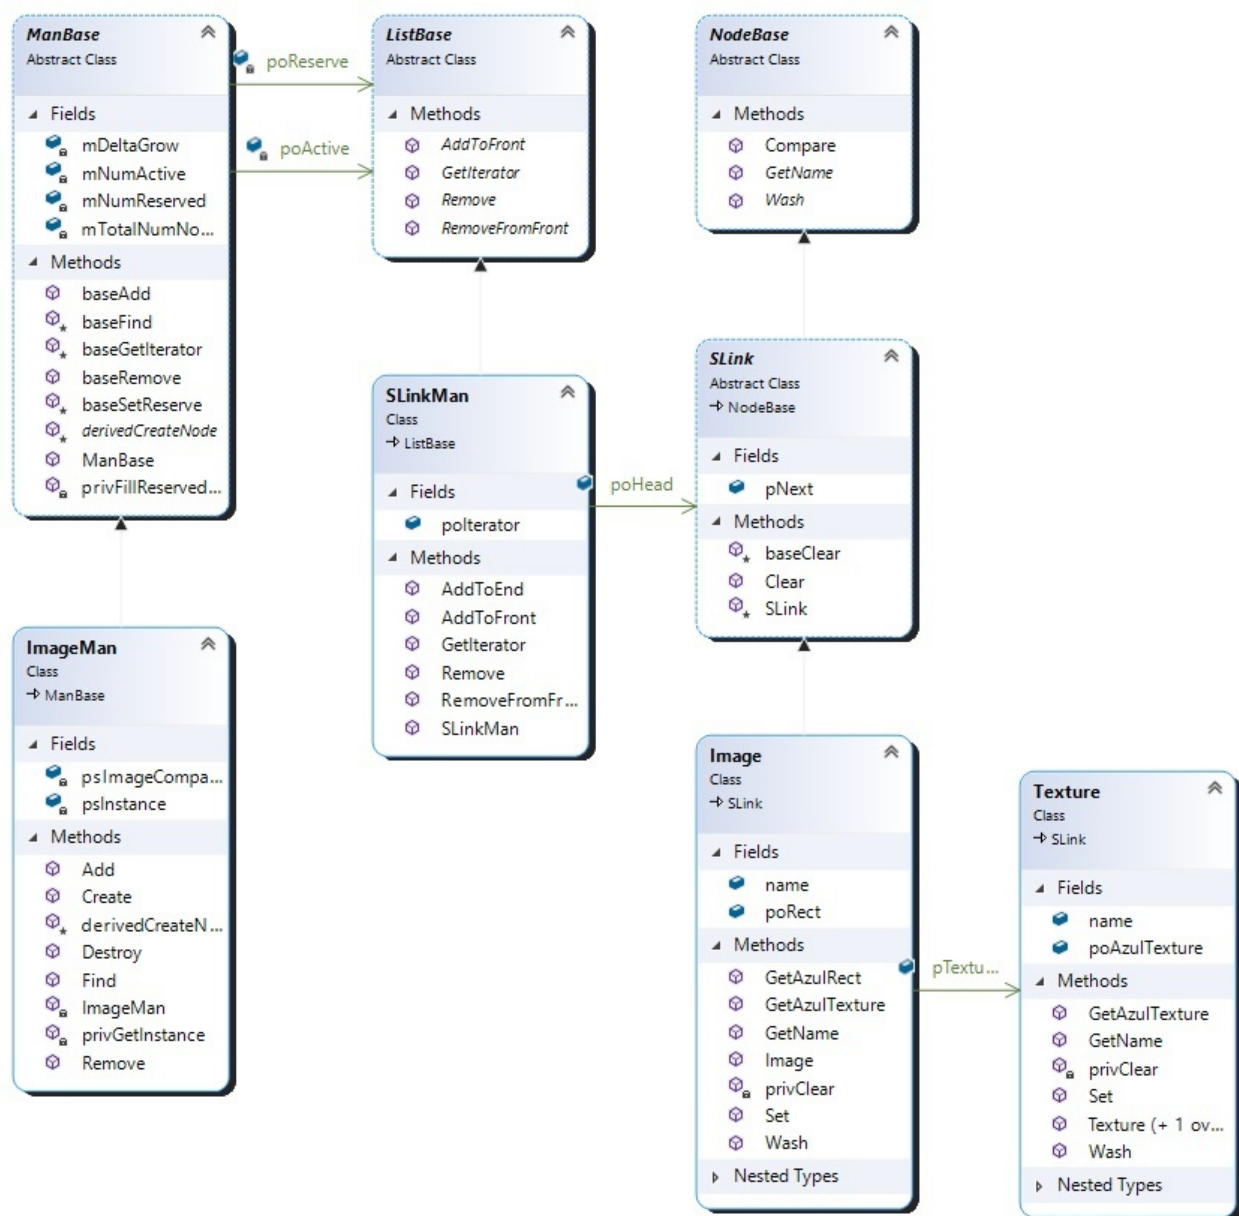 ManBase
Abstract Class
Fields
mDeltaGrow
mNumActive
mNumReserved
mTotalNumNo...
Methods
baseAdd
baseFind
baseGetIterator
baseRemove
baseSetReserve
derivedCreateNode
ManBase
privFillReserved...
poReserve
poActive
ListBase
Abstract Class
Methods
AddToFront
GetIterator
Remove
RemoveFromFront
NodeBase
Abstract Class
Methods
Compare
GetName
Wash
SLinkMan
Class
ListBase
Fields
poIterator
Methods
AddToEnd
AddToFront
GetIterator
Remove
RemoveFromFr...
SLinkMan
poHead
SLink
Abstract Class
NodeBase
Fields
pNext
Methods
baseClear
Clear
SLink
ImageMan
Class
ManBase
Fields
psImageCompa...
psInstance
Methods
Add
Create
derivedCreateN...
Destroy
Find
ImageMan
privGetInstance
Remove
Image
Class
SLink
Fields
name
poRect
Methods
GetAzulRect
GetAzulTexture
GetName
Image
privClear
Set
Wash
Nested Types
pTextu...
Texture
Class
SLink
Fields
name
poAzulTexture
Methods
GetAzulTexture
GetName
privClear
Set
Texture (+ 1 ov...
Wash
Nested Types